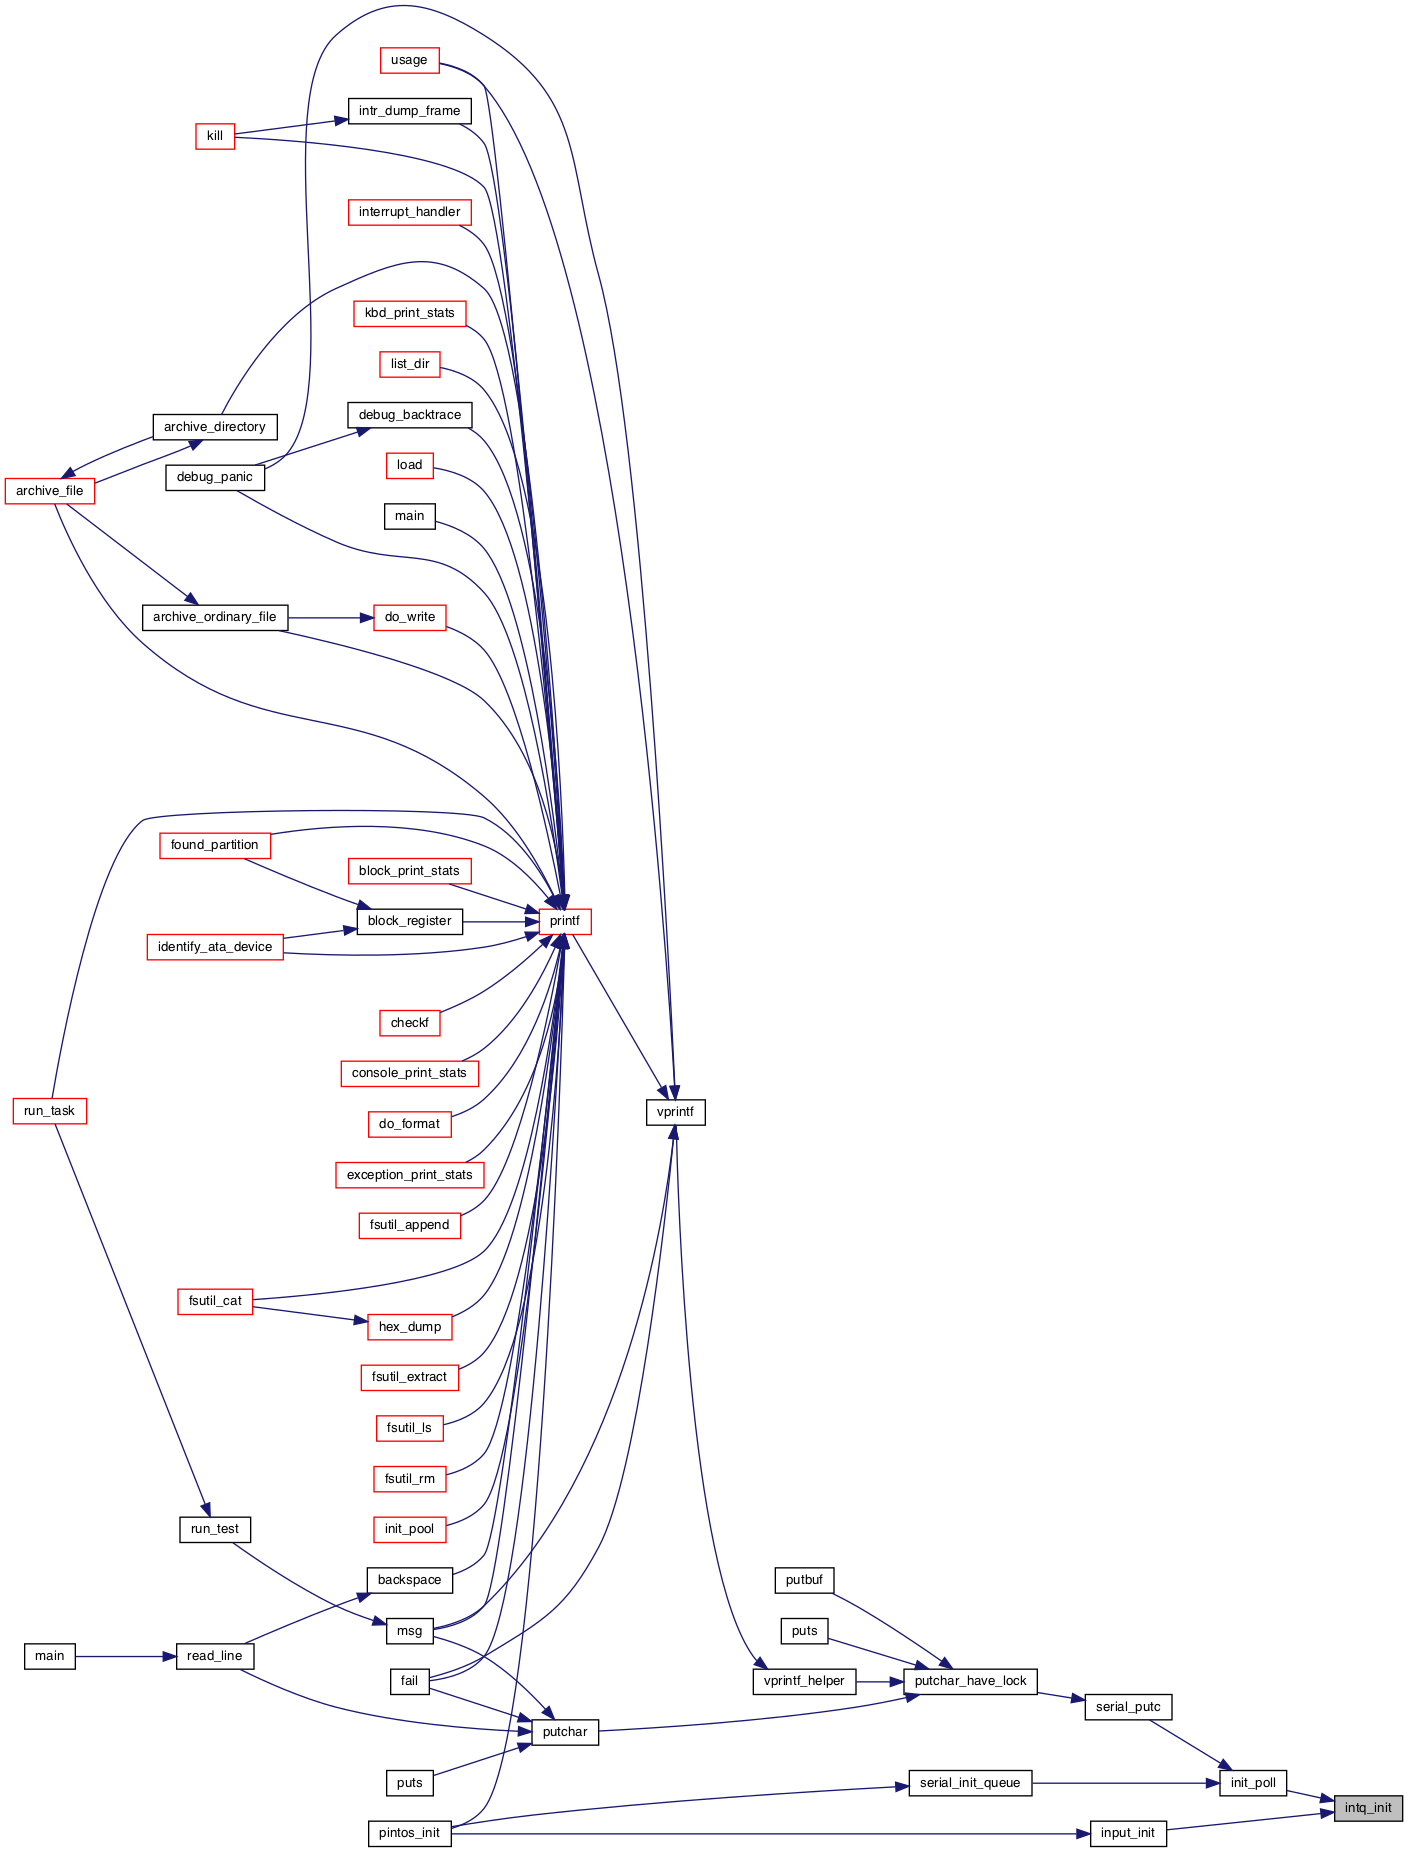 usage
intr_dump_frame
kill
interrupt_handler
kbd_print_stats
list_dir
debug_backtrace
archive_directory
load
debug_panic
archive_file
main
do_write
archive_ordinary_file
found_partition
block_print_stats
block_register
printf
identify_ata_device
checkf
console_print_stats
run_task
vprintf
do_format
exception_print_stats
fsutil_append
fsutil_cat
hex_dump
fsutil_extract
fsutil_ls
fsutil_rm
run_test
init_pool
backspace
putbuf
msg
puts
main
read_line
fail
vprintf_helper
putchar_have_lock
serial_putc
putchar
puts
serial_init_queue
init_poll
intq_init
pintos_init
input_init